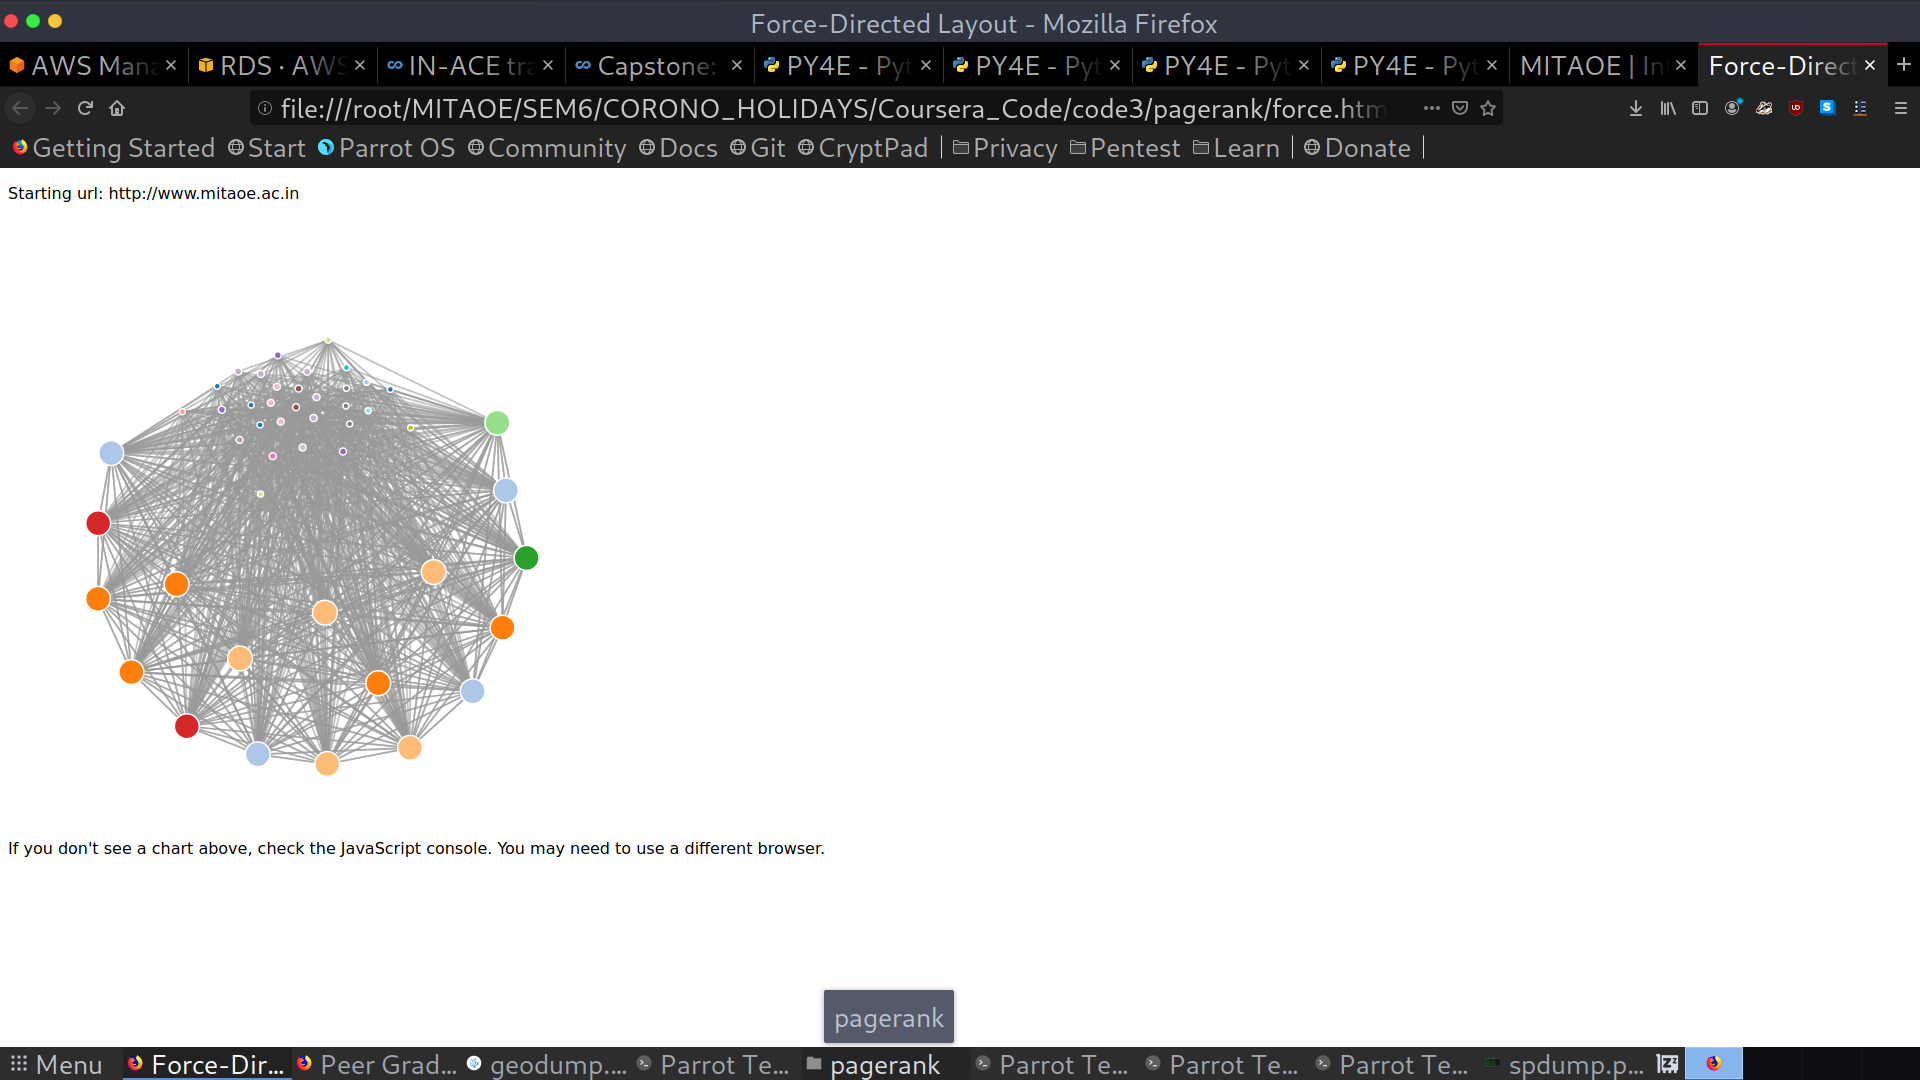 Force-Directed Layout - Mozilla Firefox
AWS Mana RDS · AWS IN-ACE tra Capstone: PY4E - Pyt PY4E - Pyt PY4E - Pyt PY4E - Pyt MITAOE | In Force-Direct
file:///root/MITAOE/SEM6/CORONO_HOLIDAYS/Coursera_Code/code3/pagerank/force.htm
Getting Started Start Parrot OS Community Docs Git CryptPad Privacy Pentest Learn Donate
Starting url: http://www.mitaoe.ac.in
If you don't see a chart above, check the JavaScript console. You may need to use a different browser.
pagerank
Menu Force-Dir... Peer Grad... geodump.... Parrot Te... pagerank Parrot Te... Parrot Te... Parrot Te... spdump.p...